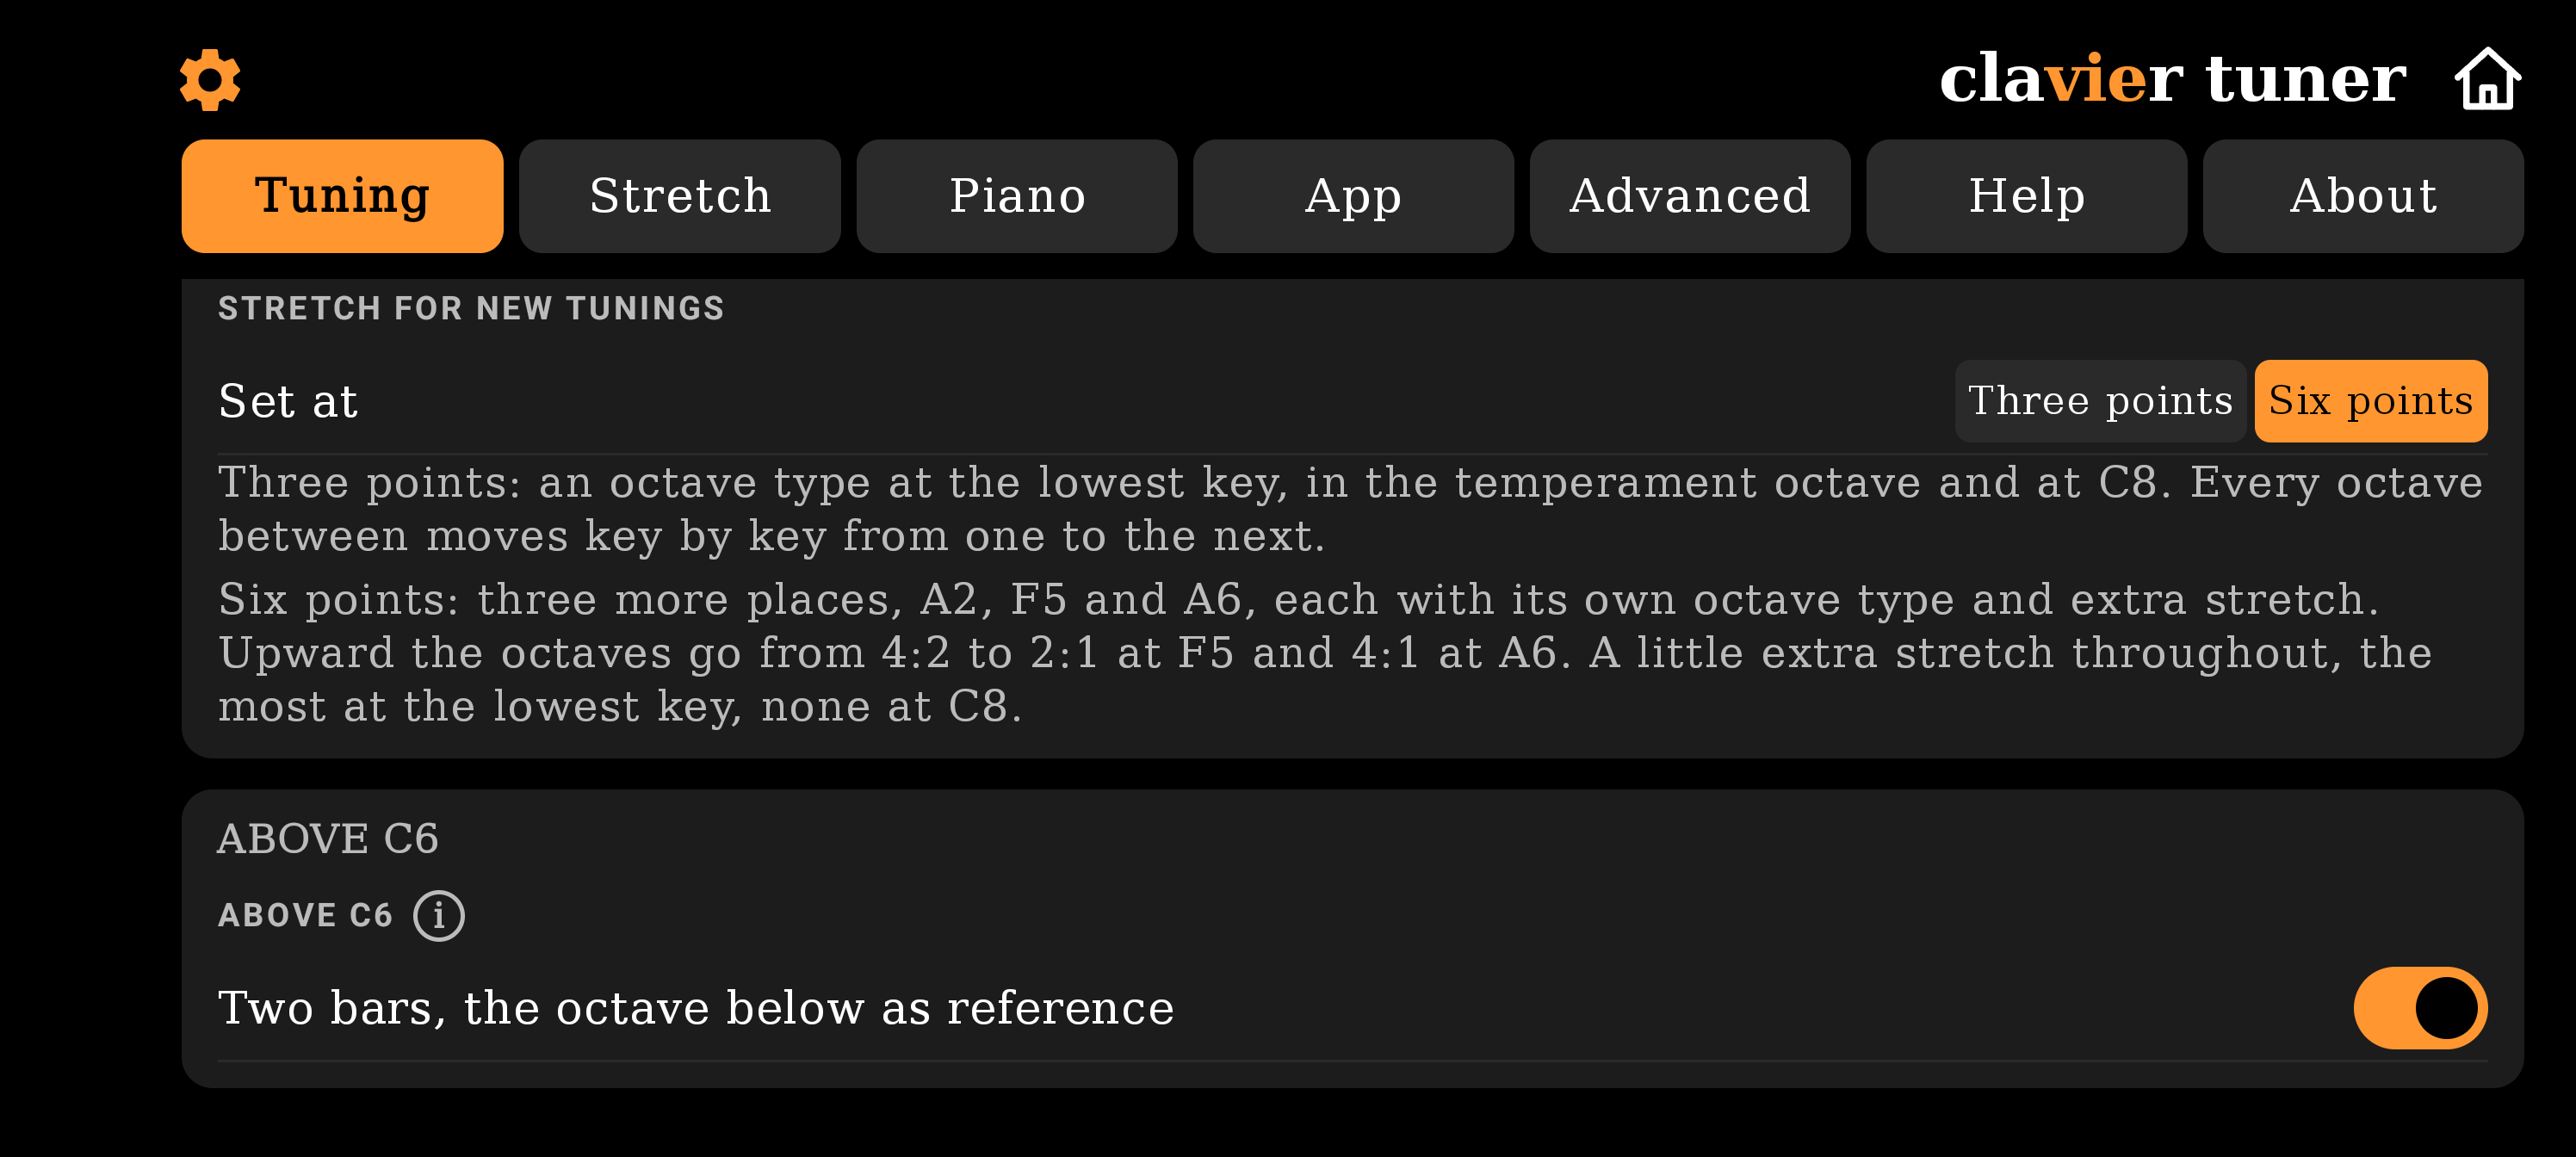 clavier tuner
Tuning
Stretch
Piano
App
Advanced
Help
About
STRETCH FOR NEW TUNINGS
Set at
Three points
Six points
Three points: an octave type at the lowest key, in the temperament octave and at C8. Every octave
between moves key by key from one to the next.
Six points: three more places, A2, F5 and A6, each with its own octave type and extra stretch.
Upward the octaves go from 4:2 to 2:1 at F5 and 4:1 at A6. A little extra stretch throughout, the
most at the lowest key, none at C8.
ABOVE C6
ABOVE C6 i
Two bars, the octave below as reference